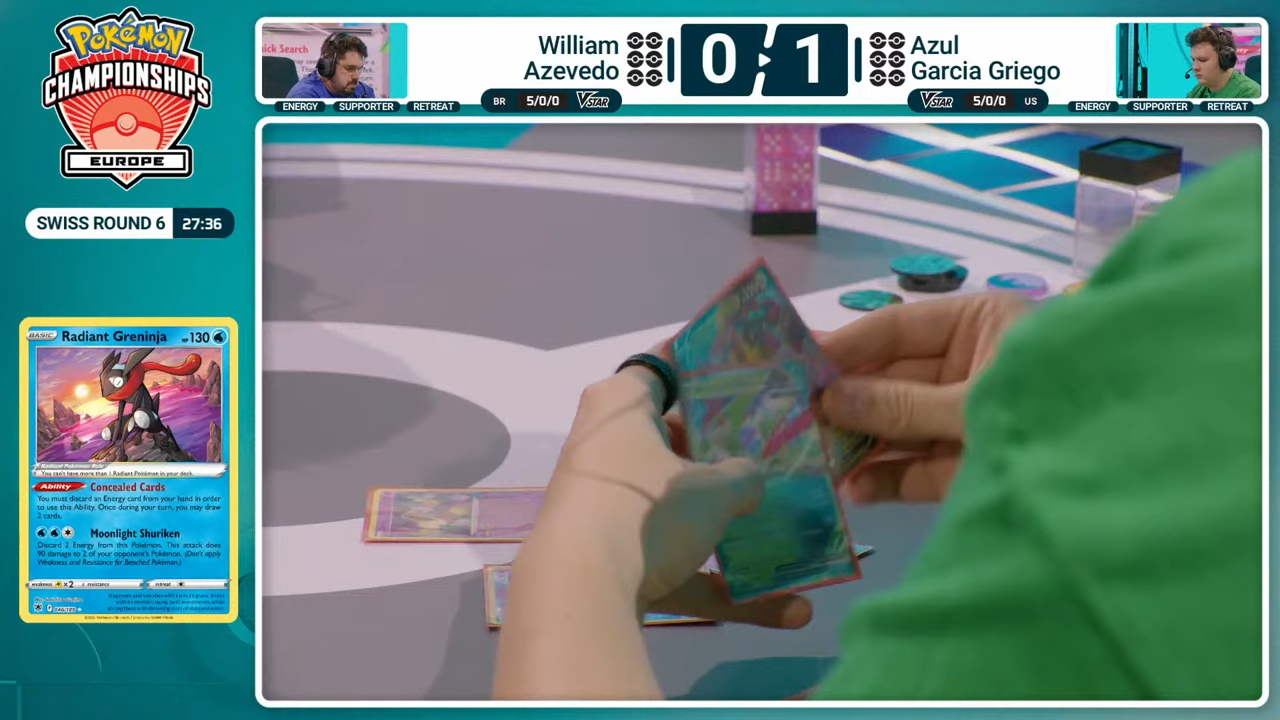 POKÉMON
CHAMPIONSHIPS
EUROPE
SWISS ROUND 6 27:36
William
Azevedo
0 1
Azul
Garcia Griego
BR 5/0/0 VSTAR
VSTAR 5/0/0 US
ENERGY SUPPORTER RETREAT
ENERGY SUPPORTER RETREAT
BASIC Radiant Greninja HP130
Radiant Pokémon Rule
You can't have more than 1 Radiant Pokémon in your deck.
Ability Concealed Cards
You must discard an Energy card from your hand in order
to use this Ability. Once during your turn, you may draw
2 cards.
Moonlight Shuriken
Discard 2 Energy from this Pokémon. This attack does
90 damage to 2 of your opponent's Pokémon. (Don't apply
Weakness and Resistance for Benched Pokémon.)
weakness ×2 resistance retreat
046/189